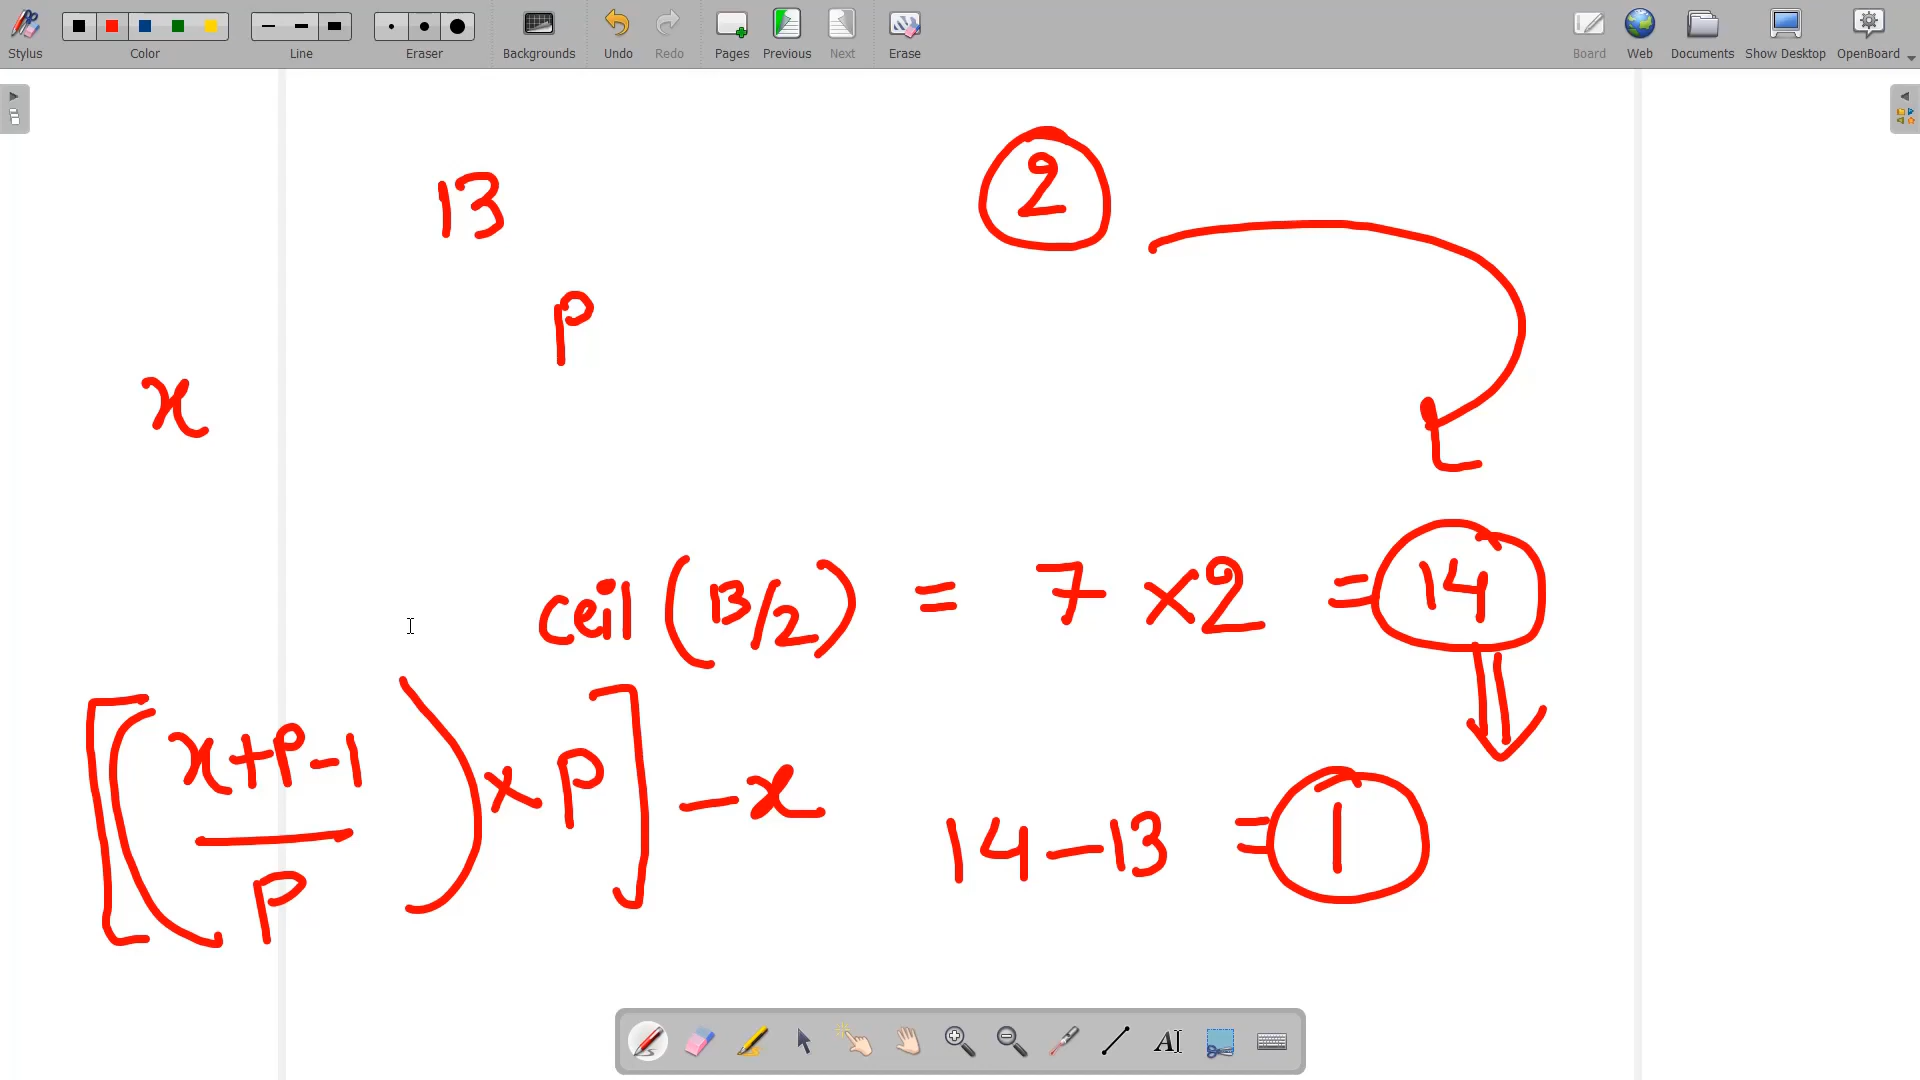 Stylus Color Line Eraser Backgrounds Undo Redo Pages Previous Next Erase Board Web Documents Show Desktop OpenBoard
13
2
p
x
ceil (13/2) = 7 × 2 = 14
[(x+p-1/p) × p] - x
14 - 13 = 1